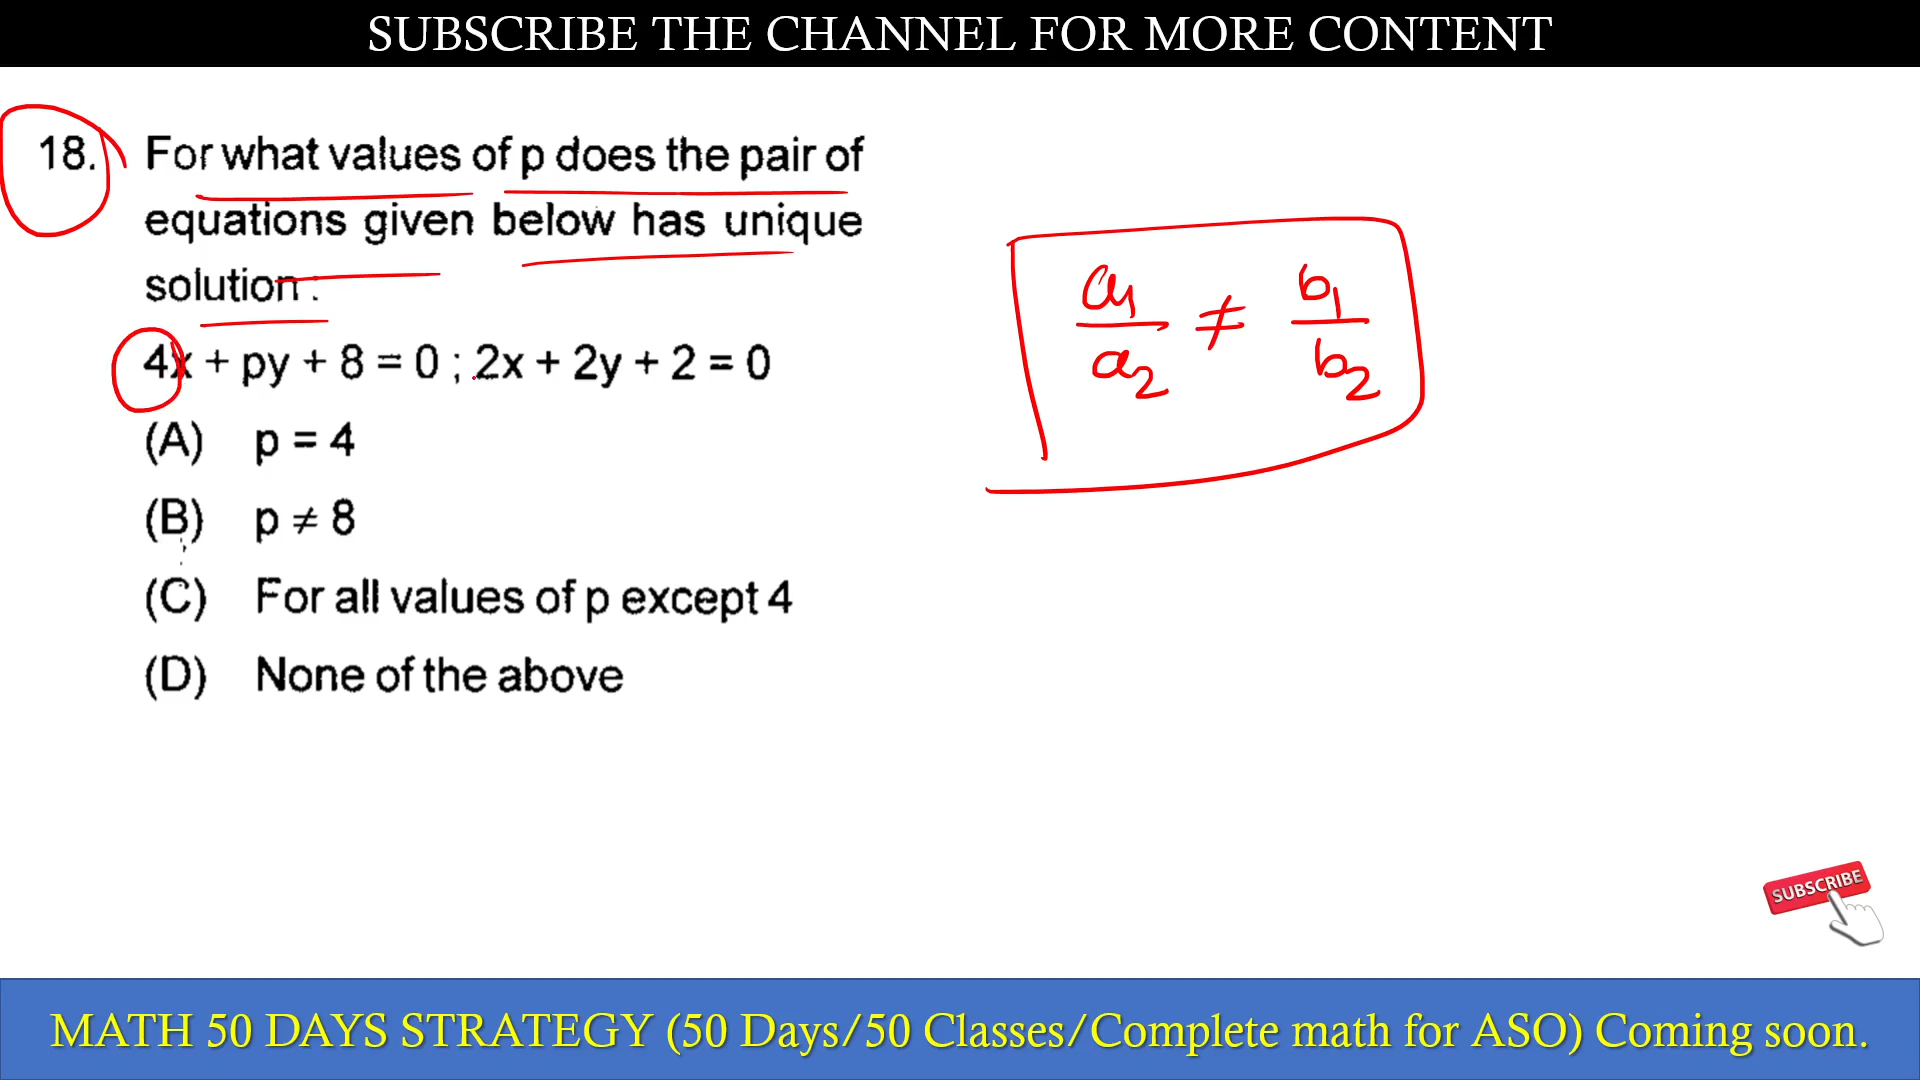 SUBSCRIBE THE CHANNEL FOR MORE CONTENT
18. For what values of p does the pair of
equations given below has unique
solution :
4x + py + 8 = 0 ; 2x + 2y + 2 = 0
(A) p = 4
(B) p ≠ 8
(C) For all values of p except 4
(D) None of the above
a1/a2 ≠ b1/b2
SUBSCRIBE
MATH 50 DAYS STRATEGY (50 Days/50 Classes/Complete math for ASO) Coming soon.